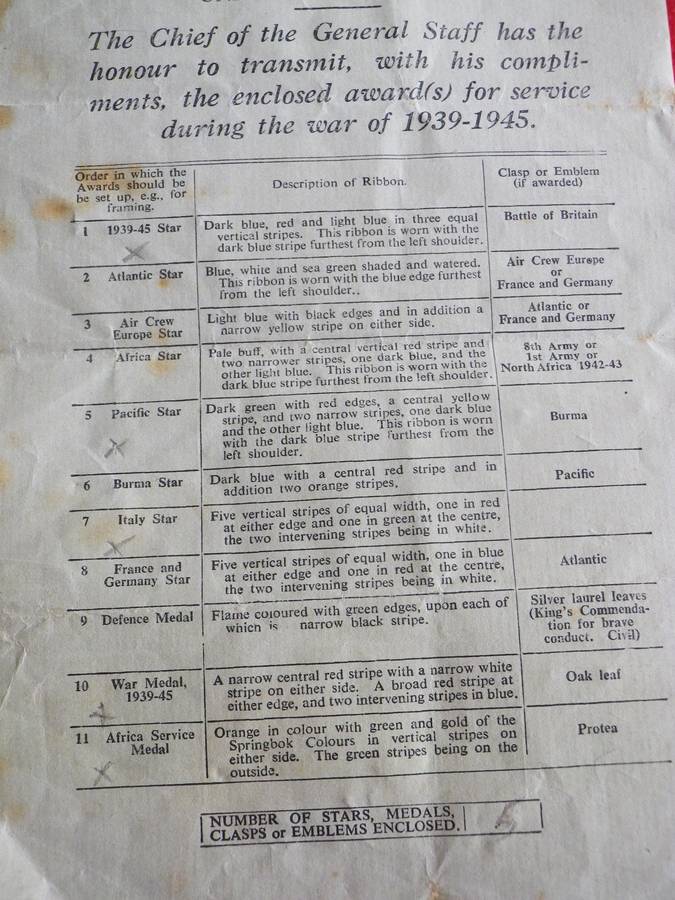 The Chief of the General Staff has the
honour to transmit, with his compli-
ments, the enclosed award(s) for service
during the war of 1939-1945.
Order in which the
Awards should be
be set up, e.g., for
framing.
Description of Ribbon.
Clasp or Emblem
(if awarded)
1 1939-45 Star
Dark blue, red and light blue in three equal
vertical stripes. This ribbon is worn with the
dark blue stripe furthest from the left shoulder.
Battle of Britain
2 Atlantic Star
Blue, white and sea green shaded and watered.
This ribbon is worn with the blue edge furthest
from the left shoulder..
Air Crew Europe
or
France and Germany
3 Air Crew
Europe Star
Light blue with black edges and in addition a
narrow yellow stripe on either side.
Atlantic or
France and Germany
4 Africa Star
Pale buff, with a central vertical red stripe and
two narrower stripes, one dark blue, and the
other light blue. This ribbon is worn with the
dark blue stripe furthest from the left shoulder.
8th Army or
1st Army or
North Africa 1942-43
5 Pacific Star
Dark green with red edges, a central yellow
stripe, and two narrow stripes, one dark blue
and the other light blue. This ribbon is worn
with the dark blue stripe furthest from the
left shoulder.
Burma
6 Burma Star
Dark blue with a central red stripe and in
addition two orange stripes.
Pacific
7 Italy Star
Five vertical stripes of equal width, one in red
at either edge and one in green at the centre,
the two intervening stripes being in white.
8 France and
Germany Star
Five vertical stripes of equal width, one in blue
at either edge and one in red at the centre,
the two intervening stripes being in white.
Atlantic
9 Defence Medal
Flame coloured with green edges, upon each of
which is narrow black stripe.
Silver laurel leaves
(King's Commenda-
tion for brave
conduct. Civil)
10 War Medal,
1939-45
A narrow central red stripe with a narrow white
stripe on either side. A broad red stripe at
either edge, and two intervening stripes in blue.
Oak leaf
11 Africa Service
Medal
Orange in colour with green and gold of the
Springbok Colours in vertical stripes on
either side. The green stripes being on the
outside.
Protea
NUMBER OF STARS, MEDALS,
CLASPS or EMBLEMS ENCLOSED. 5